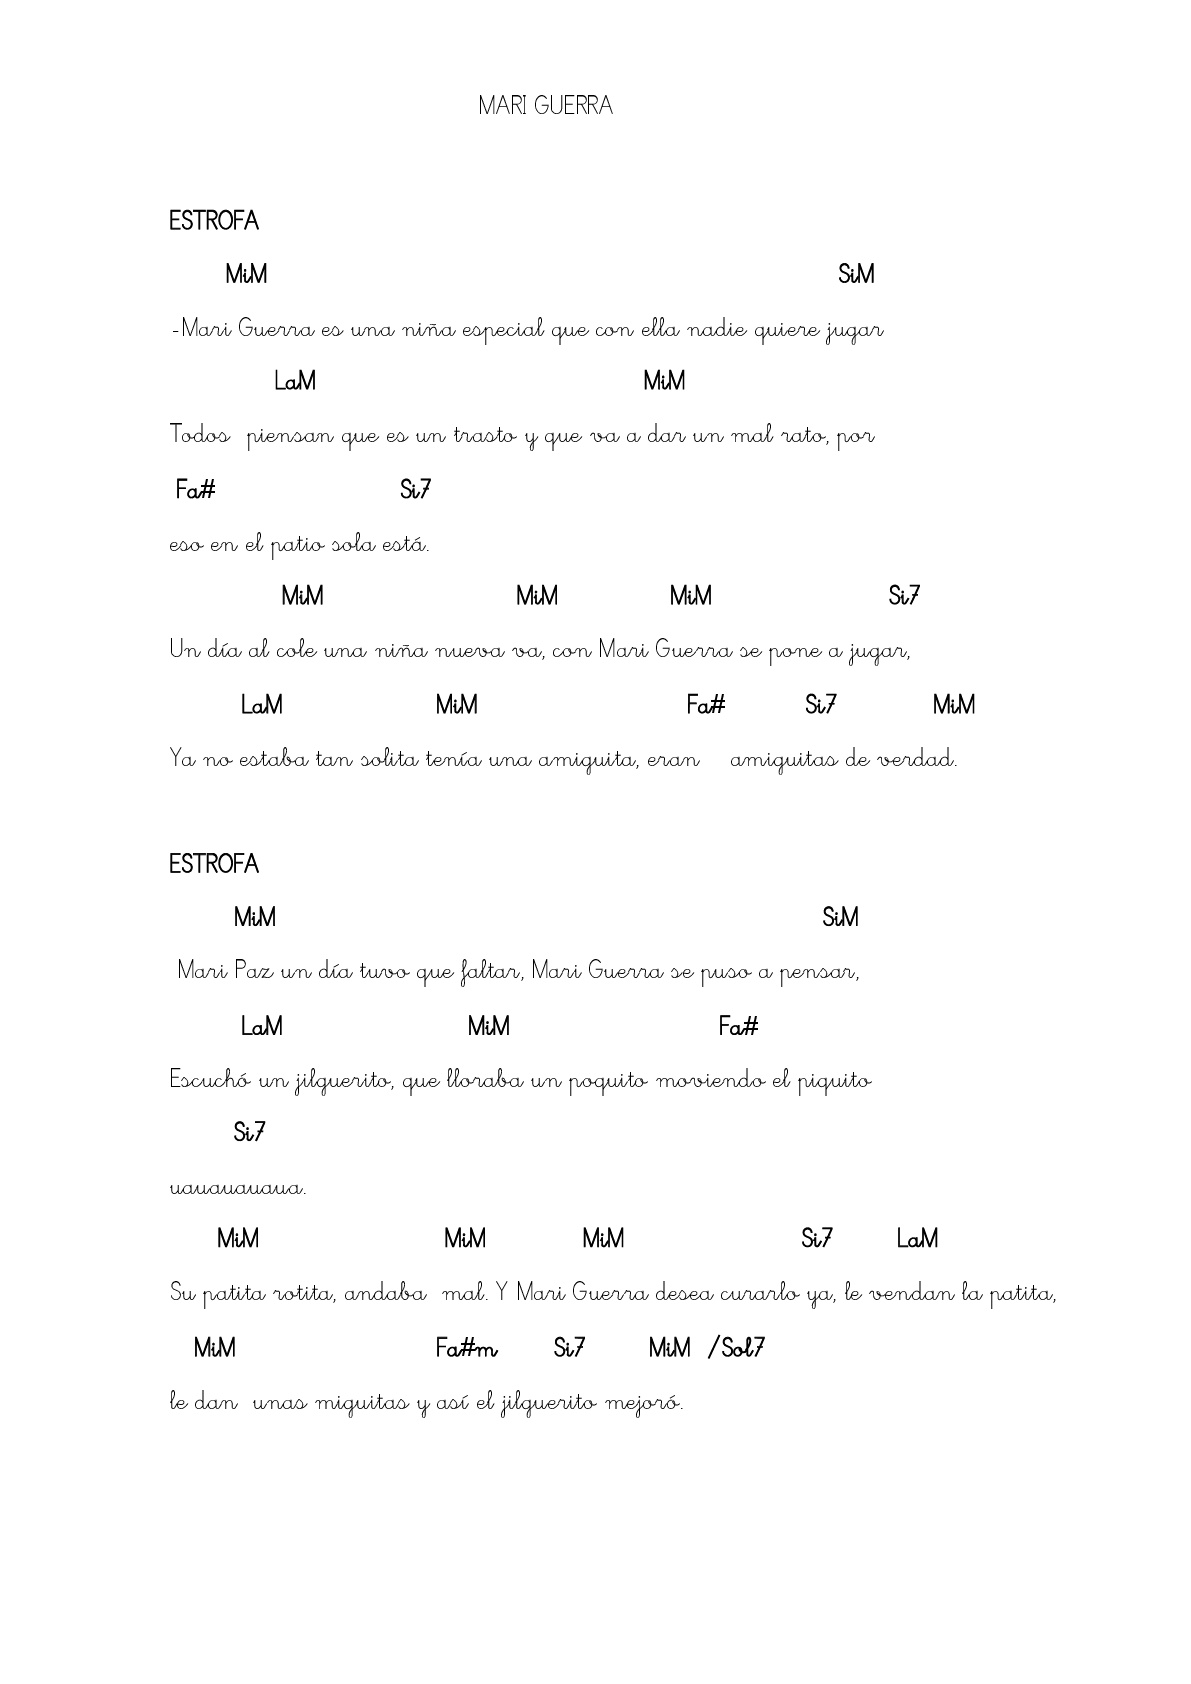 MARI GUERRA
ESTROFA
MiM SiM
-Mari Guerra es una niña especial que con ella nadie quiere jugar
LaM MiM
Todos piensan que es un trasto y que va a dar un mal rato, por
Fa# Si7
eso en el patio sola está.
MiM MiM MiM Si7
Un día al cole una niña nueva va, con Mari Guerra se pone a jugar,
LaM MiM Fa# Si7 MiM
Ya no estaba tan solita tenía una amiguita, eran amiguitas de verdad.
ESTROFA
MiM SiM
Mari Paz un día tuvo que faltar, Mari Guerra se puso a pensar,
LaM MiM Fa#
Escuchó un jilguerito, que lloraba un poquito moviendo el piquito
Si7
uauauauaua.
MiM MiM MiM Si7 LaM
Su patita rotita, andaba mal. Y Mari Guerra desea curarlo ya, le vendan la patita,
MiM Fa#m Si7 MiM /Sol7
le dan unas miguitas y así el jilguerito mejoró.